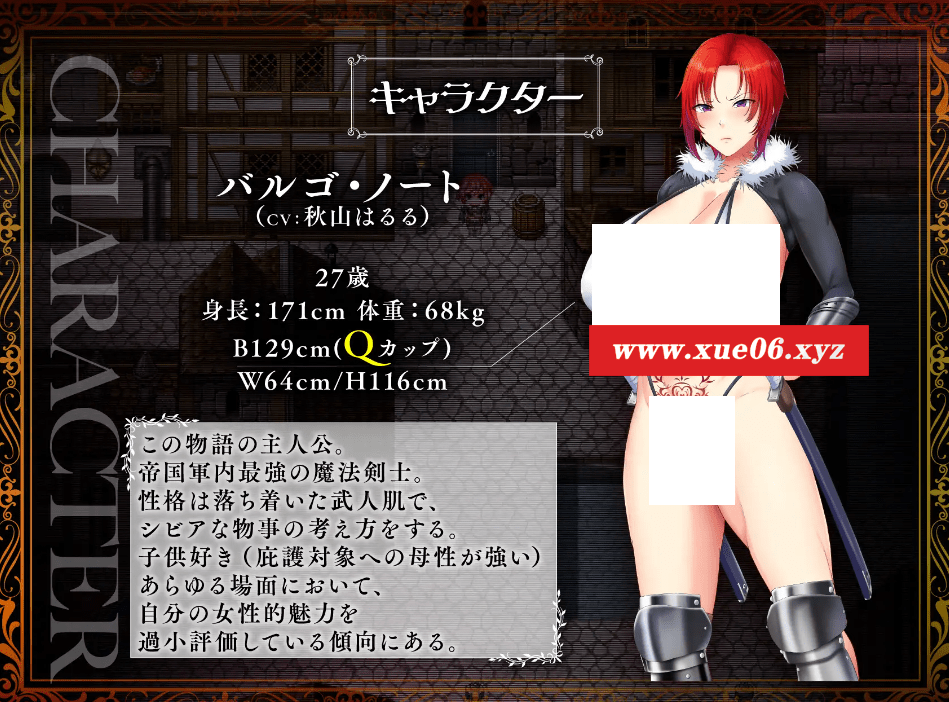 CHARACTER
キャラクター
バルゴ・ノート
（CV:秋山はるる）
27歳
身長：171cm 体重：68kg
B129cm(Qカップ)
W64cm/H116cm
この物語の主人公。
帝国軍内最強の魔法剣士。
性格は落ち着いた武人肌で、
シビアな物事の考え方をする。
子供好き（庇護対象への母性が強い）
あらゆる場面において、
自分の女性的魅力を
過小評価している傾向にある。
www.xue06.xyz